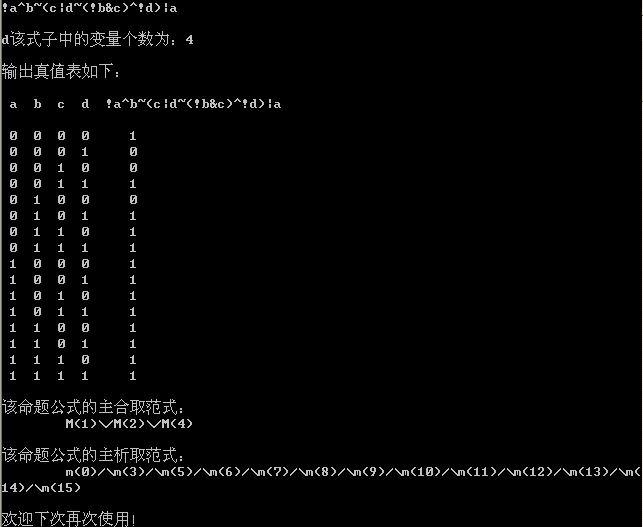 !a^b~(c|d~(!b&c)^!d)|a
d该式子中的变量个数为：4
输出真值表如下：
a b c d !a^b~(c|d~(!b&c)^!d)|a
0 0 0 0 1
0 0 0 1 0
0 0 1 0 0
0 0 1 1 1
0 1 0 0 0
0 1 0 1 1
0 1 1 0 1
0 1 1 1 1
1 0 0 0 1
1 0 0 1 1
1 0 1 0 1
1 0 1 1 1
1 1 0 0 1
1 1 0 1 1
1 1 1 0 1
1 1 1 1 1
该命题公式的主合取范式：
M(1)\/M(2)\/M(4)
该命题公式的主析取范式：
m(0)/\m(3)/\m(5)/\m(6)/\m(7)/\m(8)/\m(9)/\m(10)/\m(11)/\m(12)/\m(13)/\m(
14)/\m(15)
欢迎下次再次使用!